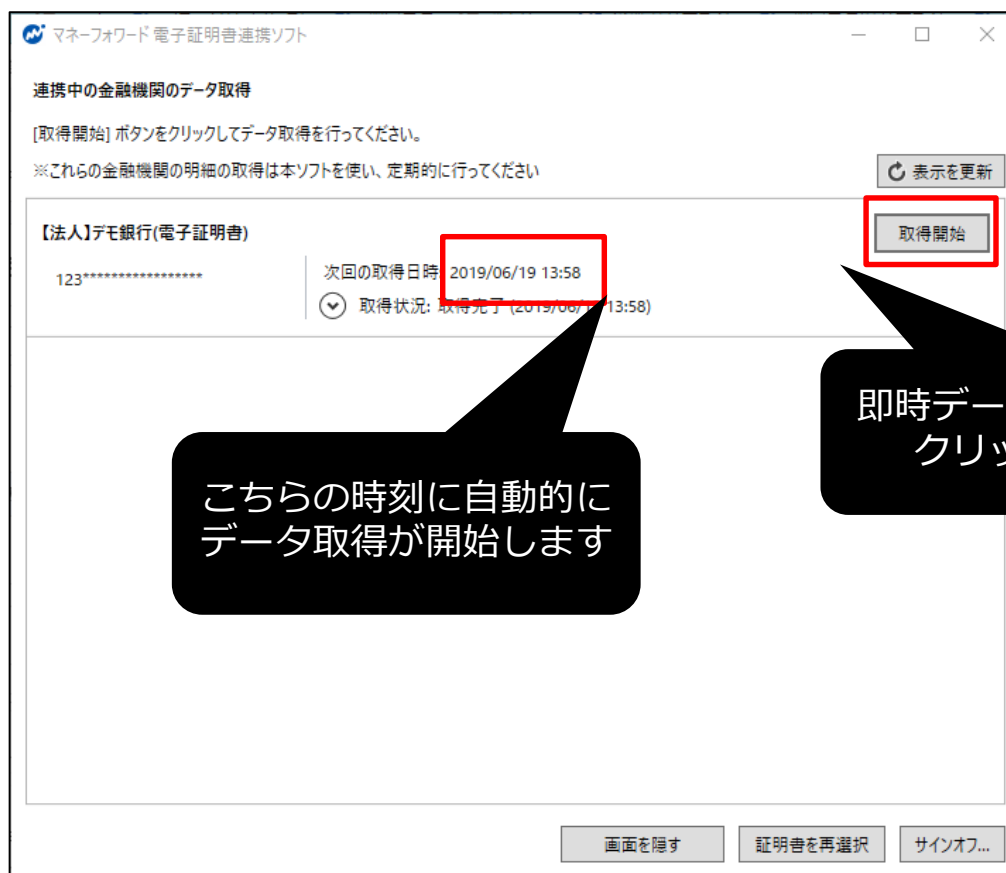 マネーフォワード 電子証明書連携ソフト
連携中の金融機関のデータ取得
[取得開始] ボタンをクリックしてデータ取得を行ってください。
※これらの金融機関の明細の取得は本ソフトを使い、定期的に行ってください
表示を更新
【法人】デモ銀行(電子証明書)
取得開始
123*****************
次回の取得日時: 2019/06/19 13:58
取得状況: 取得完了 (2019/06/1 13:58)
即時デー
クリッ
こちらの時刻に自動的に
データ取得が開始します
画面を隠す
証明書を再選択
サインオフ...